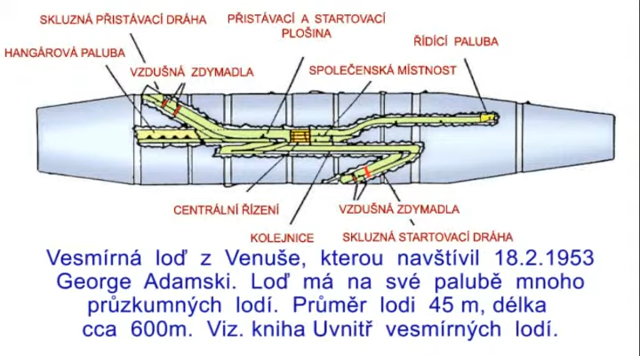 SKLUZNÁ PŘISTÁVACÍ DRÁHA
PŘISTÁVACÍ A STARTOVACÍ
PLOŠINA
ŘÍDÍCÍ PALUBA
HANGÁROVÁ PALUBA
VZDUŠNÁ ZDYMADLA
SPOLEČENSKÁ MÍSTNOST
CENTRÁLNÍ ŘÍZENÍ
VZDUŠNÁ ZDYMADLA
KOLEJNICE
SKLUZNÁ STARTOVACÍ DRÁHA
Vesmírná loď z Venuše, kterou navštívil 18.2.1953
George Adamski. Loď má na své palubě mnoho
průzkumných lodí. Průměr lodi 45 m, délka
cca 600m. Viz. kniha Uvnitř vesmírných lodí.